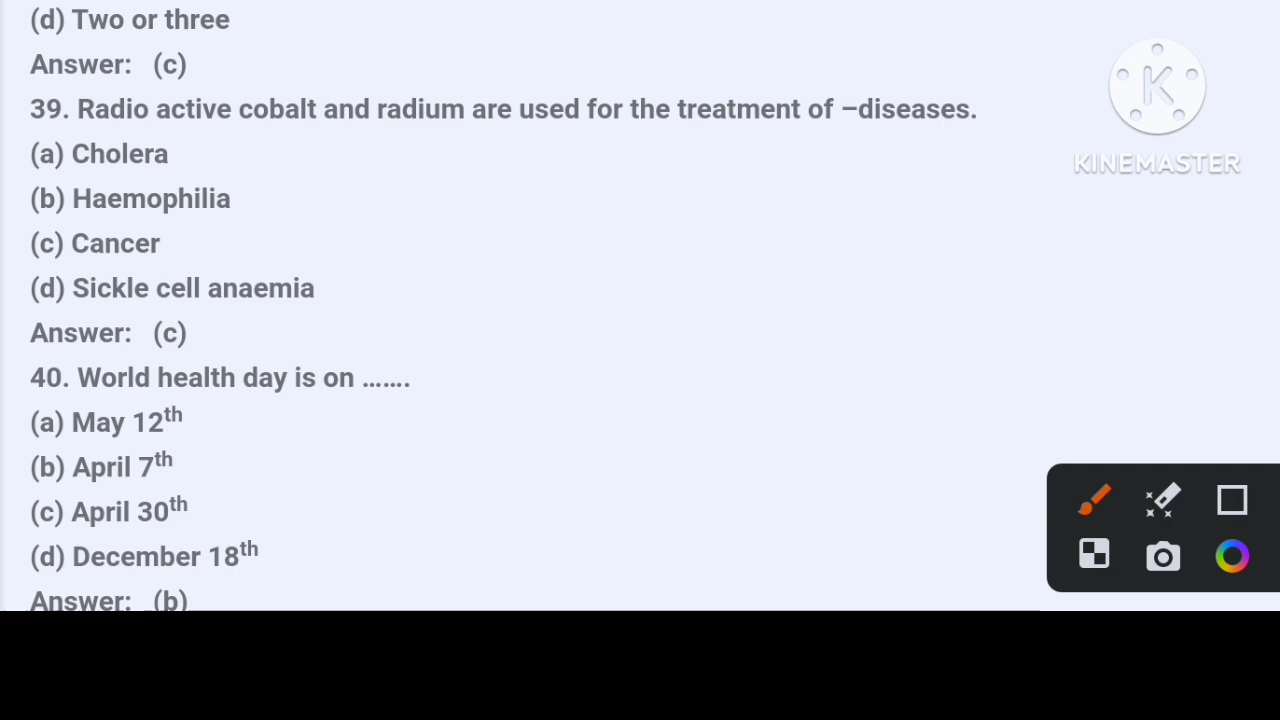 (d) Two or three
Answer: (c)
39. Radio active cobalt and radium are used for the treatment of –diseases.
(a) Cholera
(b) Haemophilia
(c) Cancer
(d) Sickle cell anaemia
Answer: (c)
40. World health day is on .......
(a) May 12th
(b) April 7th
(c) April 30th
(d) December 18th
Answer: (b)
K
KINEMASTER